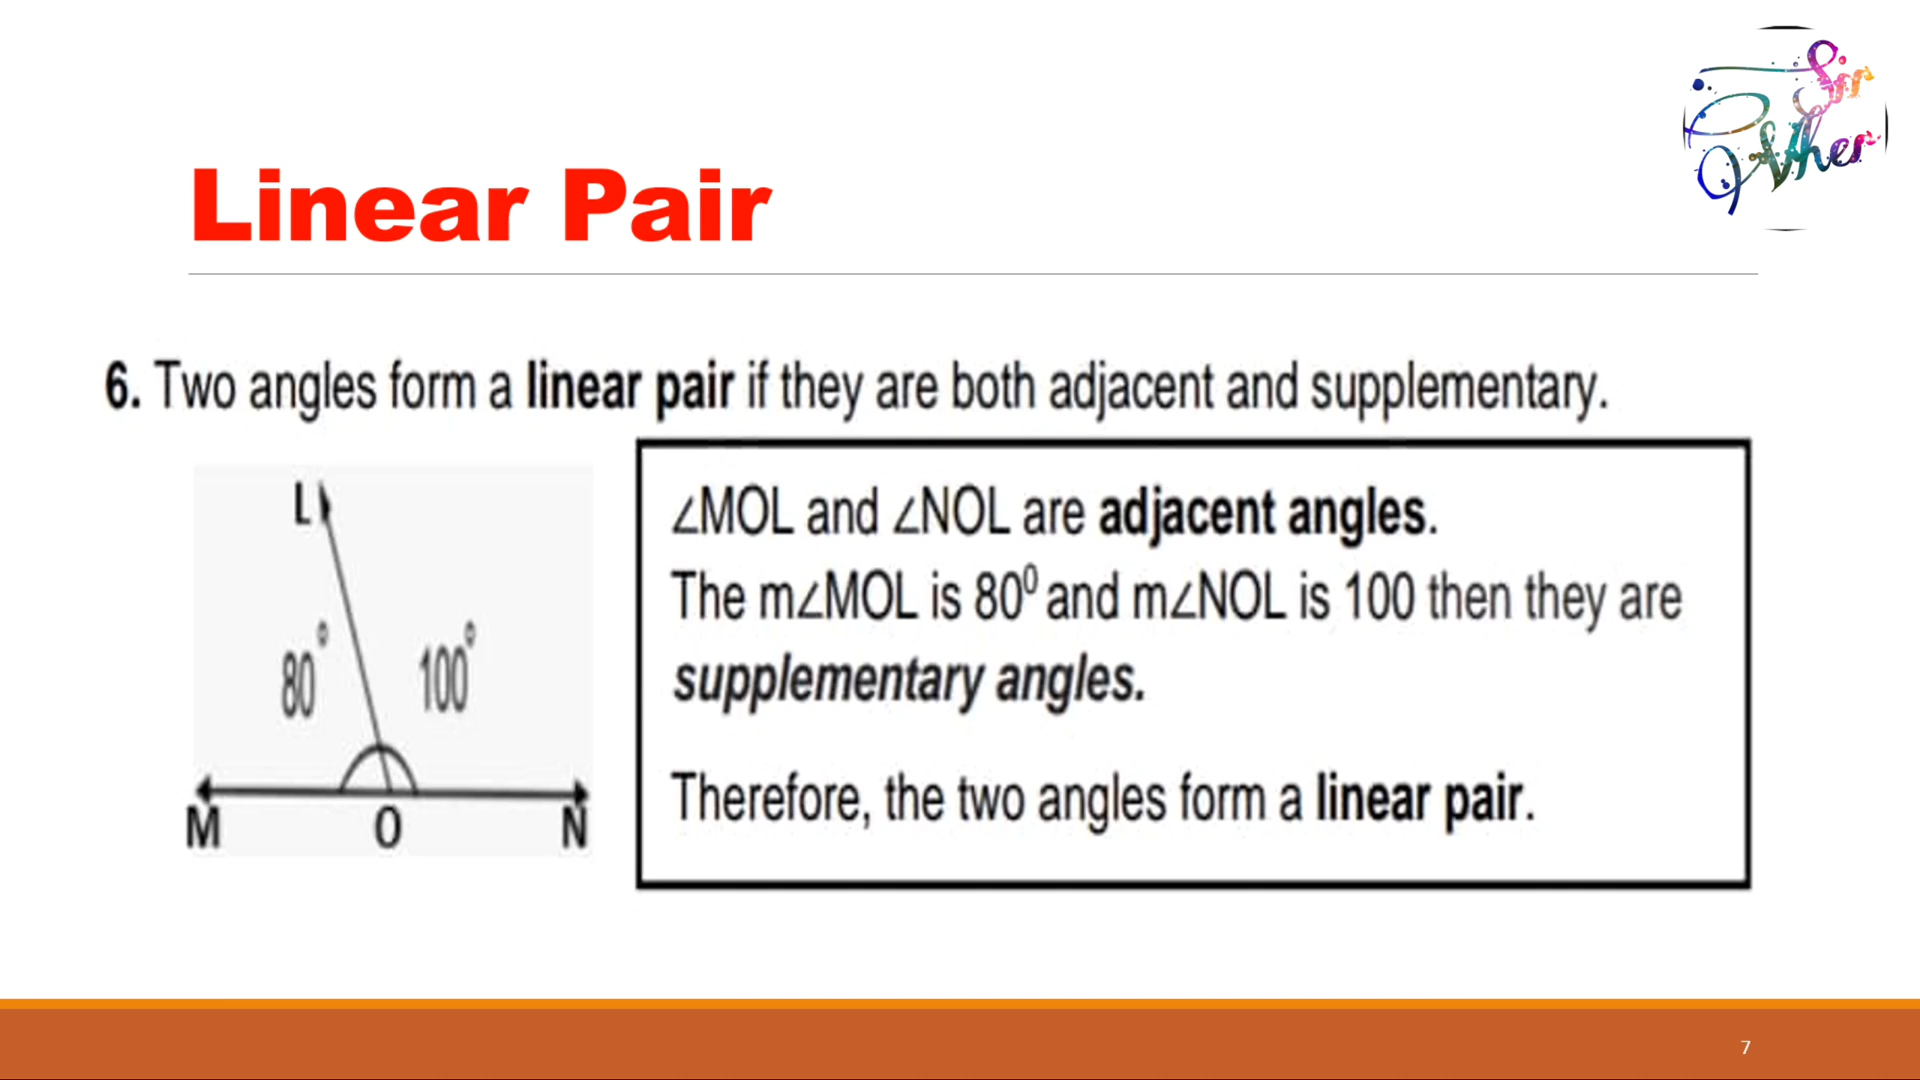 Sir
Linear Pair
6. Two angles form a linear pair if they are both adjacent and supplementary.
L
80°
100°
M
O
N
∠MOL and ∠NOL are adjacent angles.
The m∠MOL is 80⁰ and m∠NOL is 100 then they are
supplementary angles.
Therefore, the two angles form a linear pair.
7